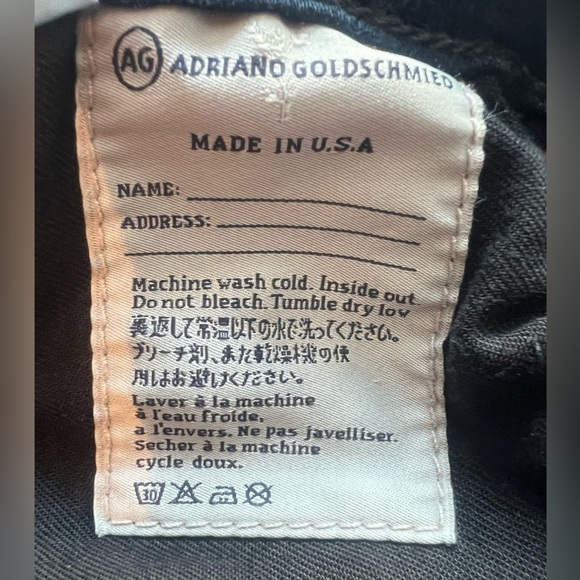 AG ADRIANO GOLDSCHMIED
MADE IN U.S.A
NAME:
ADDRESS:
Machine wash cold. Inside out
Do not bleach. Tumble dry low
裏返して常温以下の水で洗ってください。
ブリーチ剤、また乾燥機の使
用はお避けください。
Laver à la machine
à l'eau froide,
a l'envers. Ne pas javelliser.
Secher à la machine
cycle doux.
30